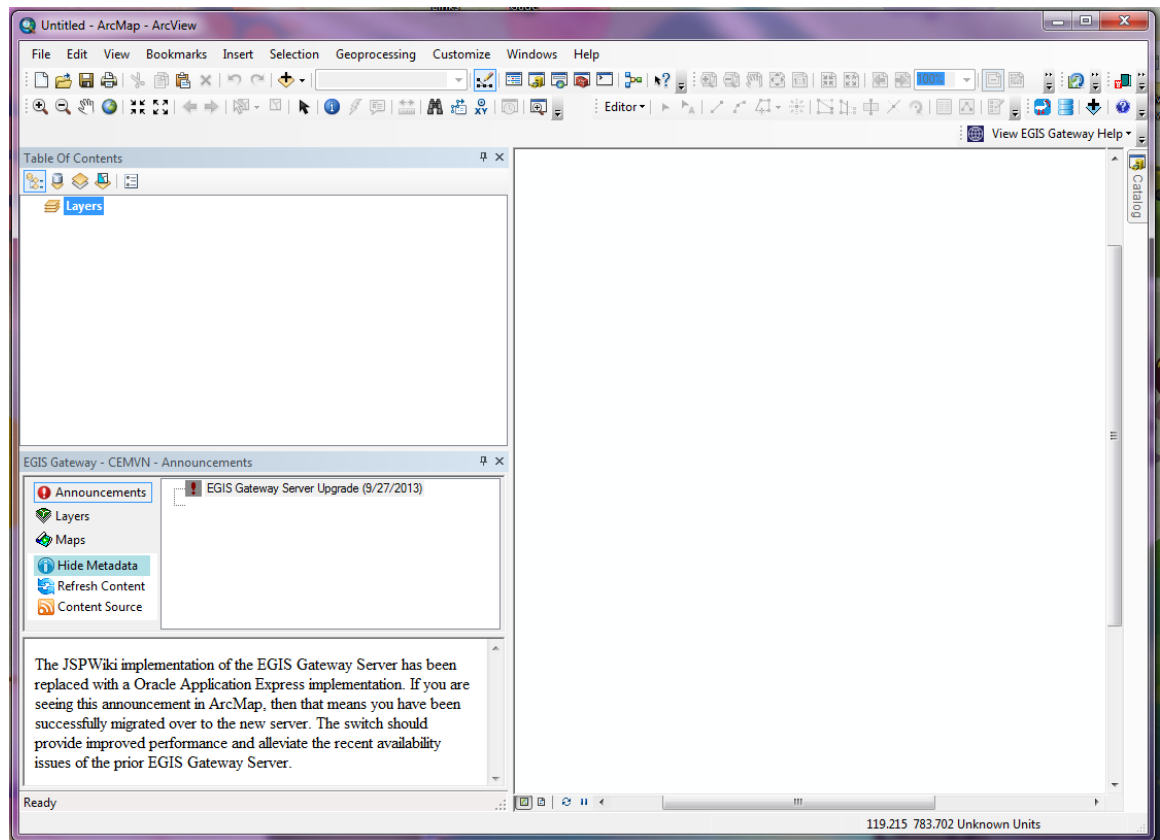 Untitled - ArcMap - ArcView
File Edit View Bookmarks Insert Selection Geoprocessing Customize Windows Help
100%
Editor
View EGIS Gateway Help
Table Of Contents
Catalog
Layers
EGIS Gateway - CEMVN - Announcements
Announcements
EGIS Gateway Server Upgrade (9/27/2013)
Layers
Maps
Hide Metadata
Refresh Content
Content Source
The JSPWiki implementation of the EGIS Gateway Server has been
replaced with a Oracle Application Express implementation. If you are
seeing this announcement in ArcMap, then that means you have been
successfully migrated over to the new server. The switch should
provide improved performance and alleviate the recent availability
issues of the prior EGIS Gateway Server.
Ready
119.215 783.702 Unknown Units